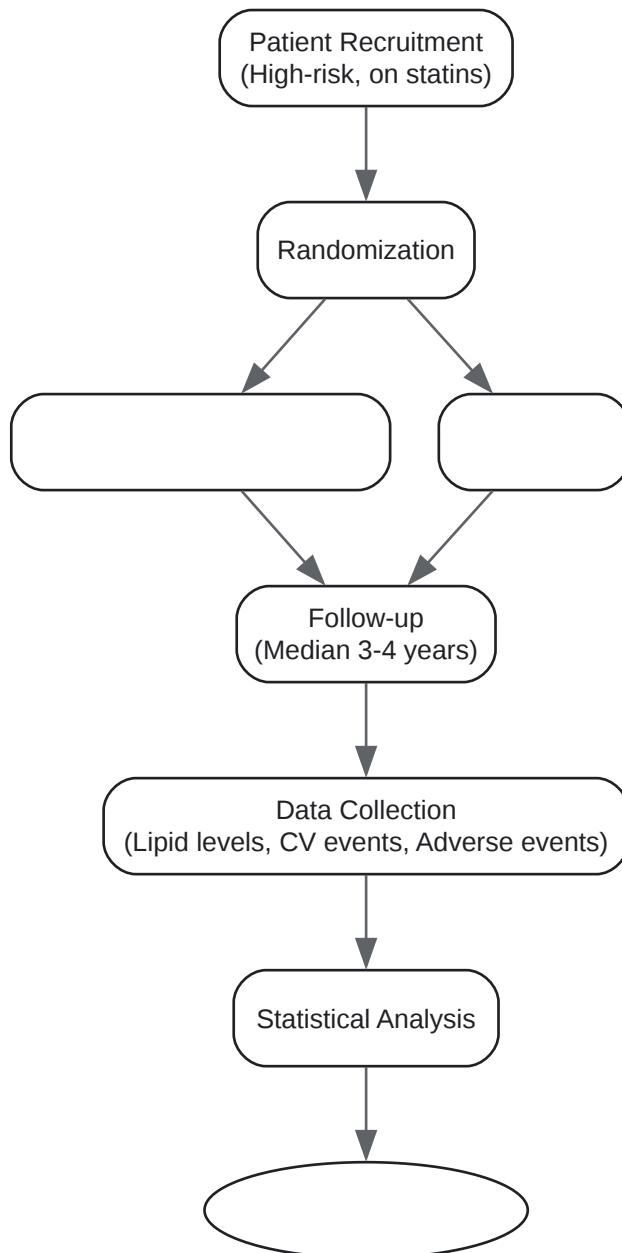 Patient Recruitment
(High-risk, on statins)
Randomization
Follow-up
(Median 3-4 years)
Data Collection
(Lipid levels, CV events, Adverse events)
Statistical Analysis